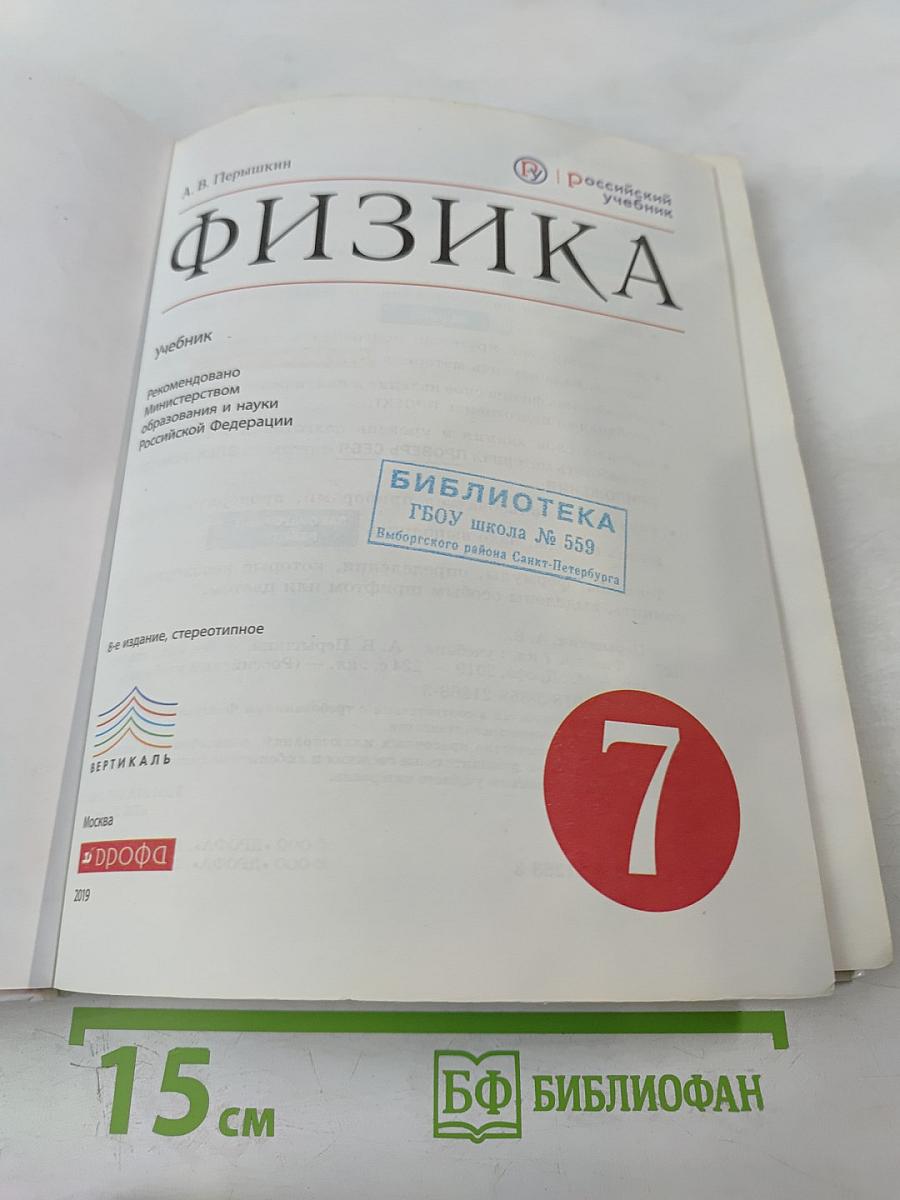 А. В. Перышкин
Российский
учебник
ФИЗИКА
Учебник
Рекомендовано
Министерством
образования и науки
Российской Федерации
БИБЛИОТЕКА
ГБОУ школа № 559
Выборгского района Санкт-Петербурга
8-е издание, стереотипное
ВЕРТИКАЛЬ
7
Москва
ДРОФА
2019
15 см
БФ БИБЛИОФАН